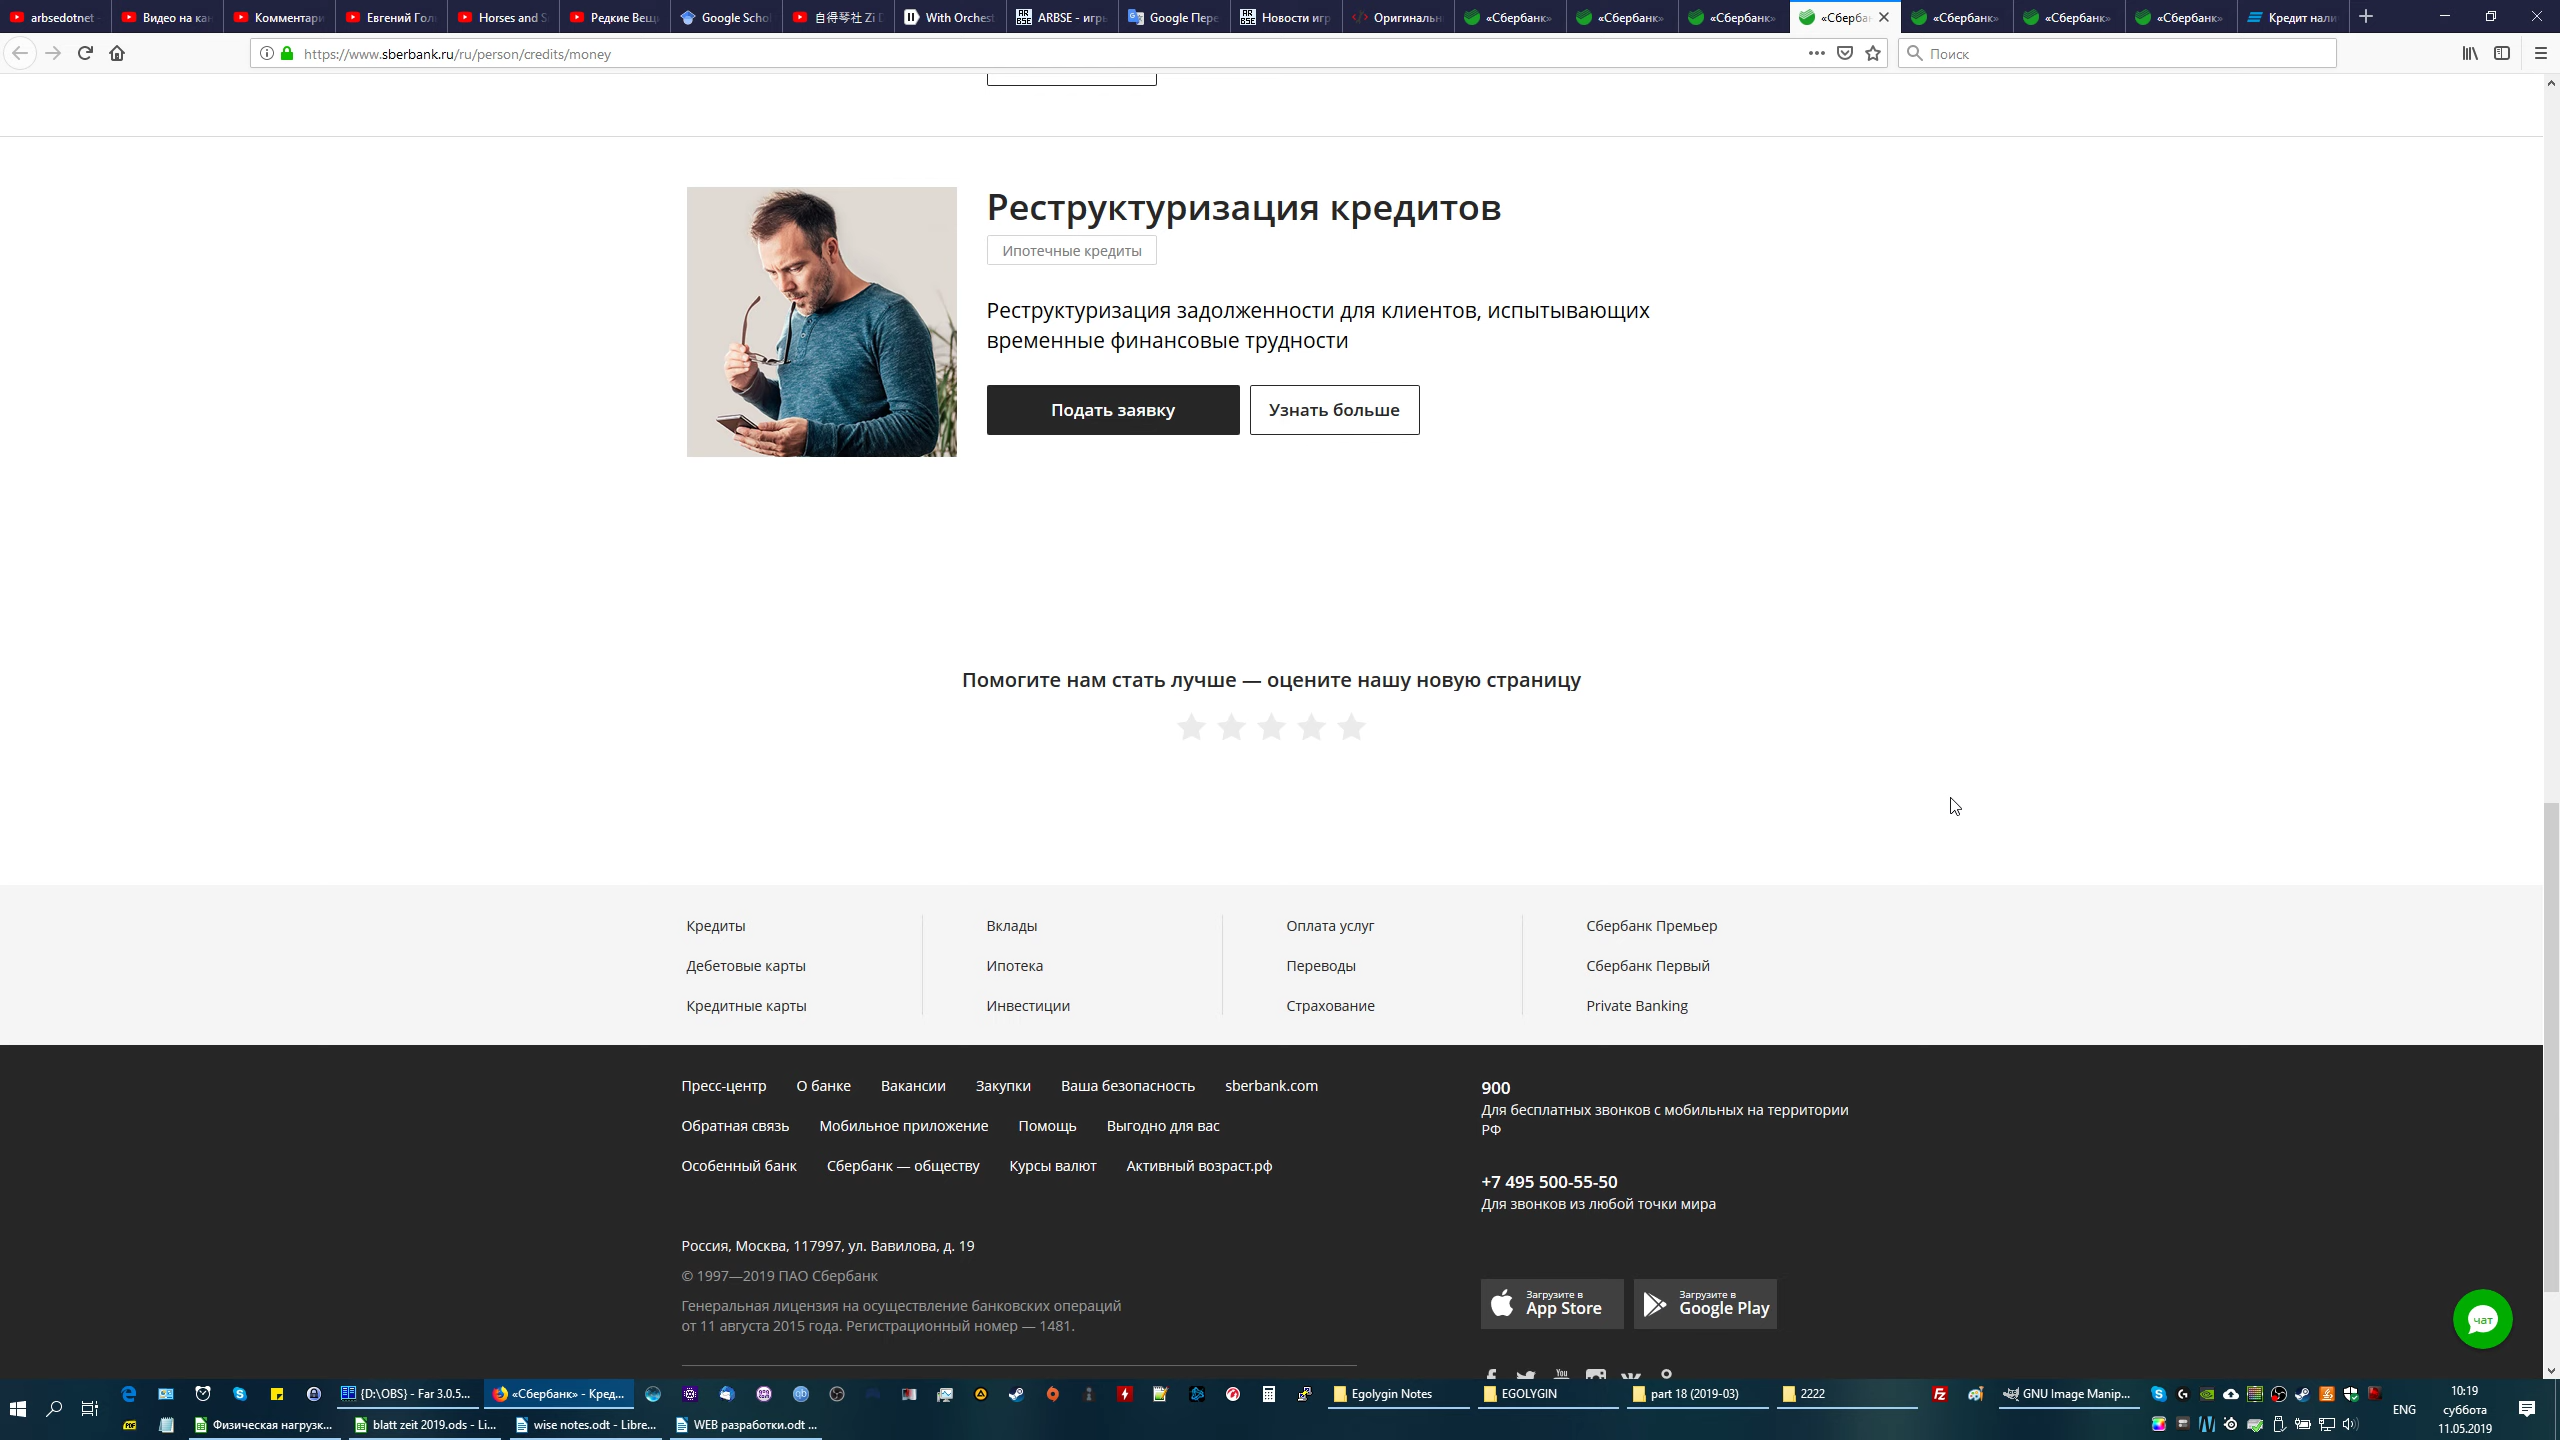 arbsedotnet
Видео на ка
Комментари
Евгений Гол
Horses and S
Редкие Вещ
Google Scho
自得琴社 Zi D
With Orchest
ARBSE - игры
Google Пере
Новости игр
Оригинальн
«Сбербанк»
«Сбербанк»
«Сбербанк»
«Сбербан
«Сбербанк»
«Сбербанк»
«Сбербанк»
Кредит нали
https://www.sberbank.ru/ru/person/credits/money
Поиск
Реструктуризация кредитов
Ипотечные кредиты
Реструктуризация задолженности для клиентов, испытывающих
временные финансовые трудности
Подать заявку
Узнать больше
Помогите нам стать лучше — оцените нашу новую страницу
Кредиты
Дебетовые карты
Кредитные карты
Вклады
Ипотека
Инвестиции
Оплата услуг
Переводы
Страхование
Сбербанк Премьер
Сбербанк Первый
Private Banking
Пресс-центр О банке Вакансии Закупки Ваша безопасность sberbank.com
Обратная связь Мобильное приложение Помощь Выгодно для вас
Особенный банк Сбербанк — обществу Курсы валют Активный возраст.рф
900
Для бесплатных звонков с мобильных на территории
РФ
+7 495 500-55-50
Для звонков из любой точки мира
Россия, Москва, 117997, ул. Вавилова, д. 19
© 1997—2019 ПАО Сбербанк
Генеральная лицензия на осуществление банковских операций
от 11 августа 2015 года. Регистрационный номер — 1481.
Загрузите в
App Store
Загрузите в
Google Play
чат
{D:\OBS} - Far 3.0.5...
«Сбербанк» - Кред...
Egolygin Notes
EGOLYGIN
part 18 (2019-03)
2222
GNU Image Manip...
Физическая нагрузк...
blatt zeit 2019.ods - Li...
wise notes.odt - Libre...
WEB разработки.odt ...
ENG
10:19
суббота
11.05.2019